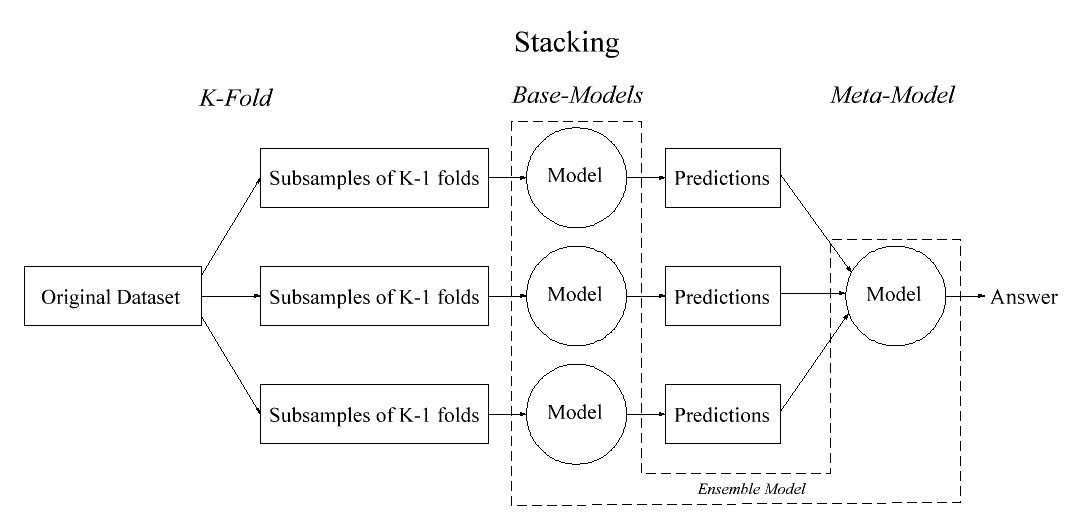 Stacking
K-Fold
Base-Models
Meta-Model
Subsamples of K-1 folds
Model
Predictions
Original Dataset
Subsamples of K-1 folds
Model
Predictions
Model
Answer
Subsamples of K-1 folds
Model
Predictions
Ensemble Model